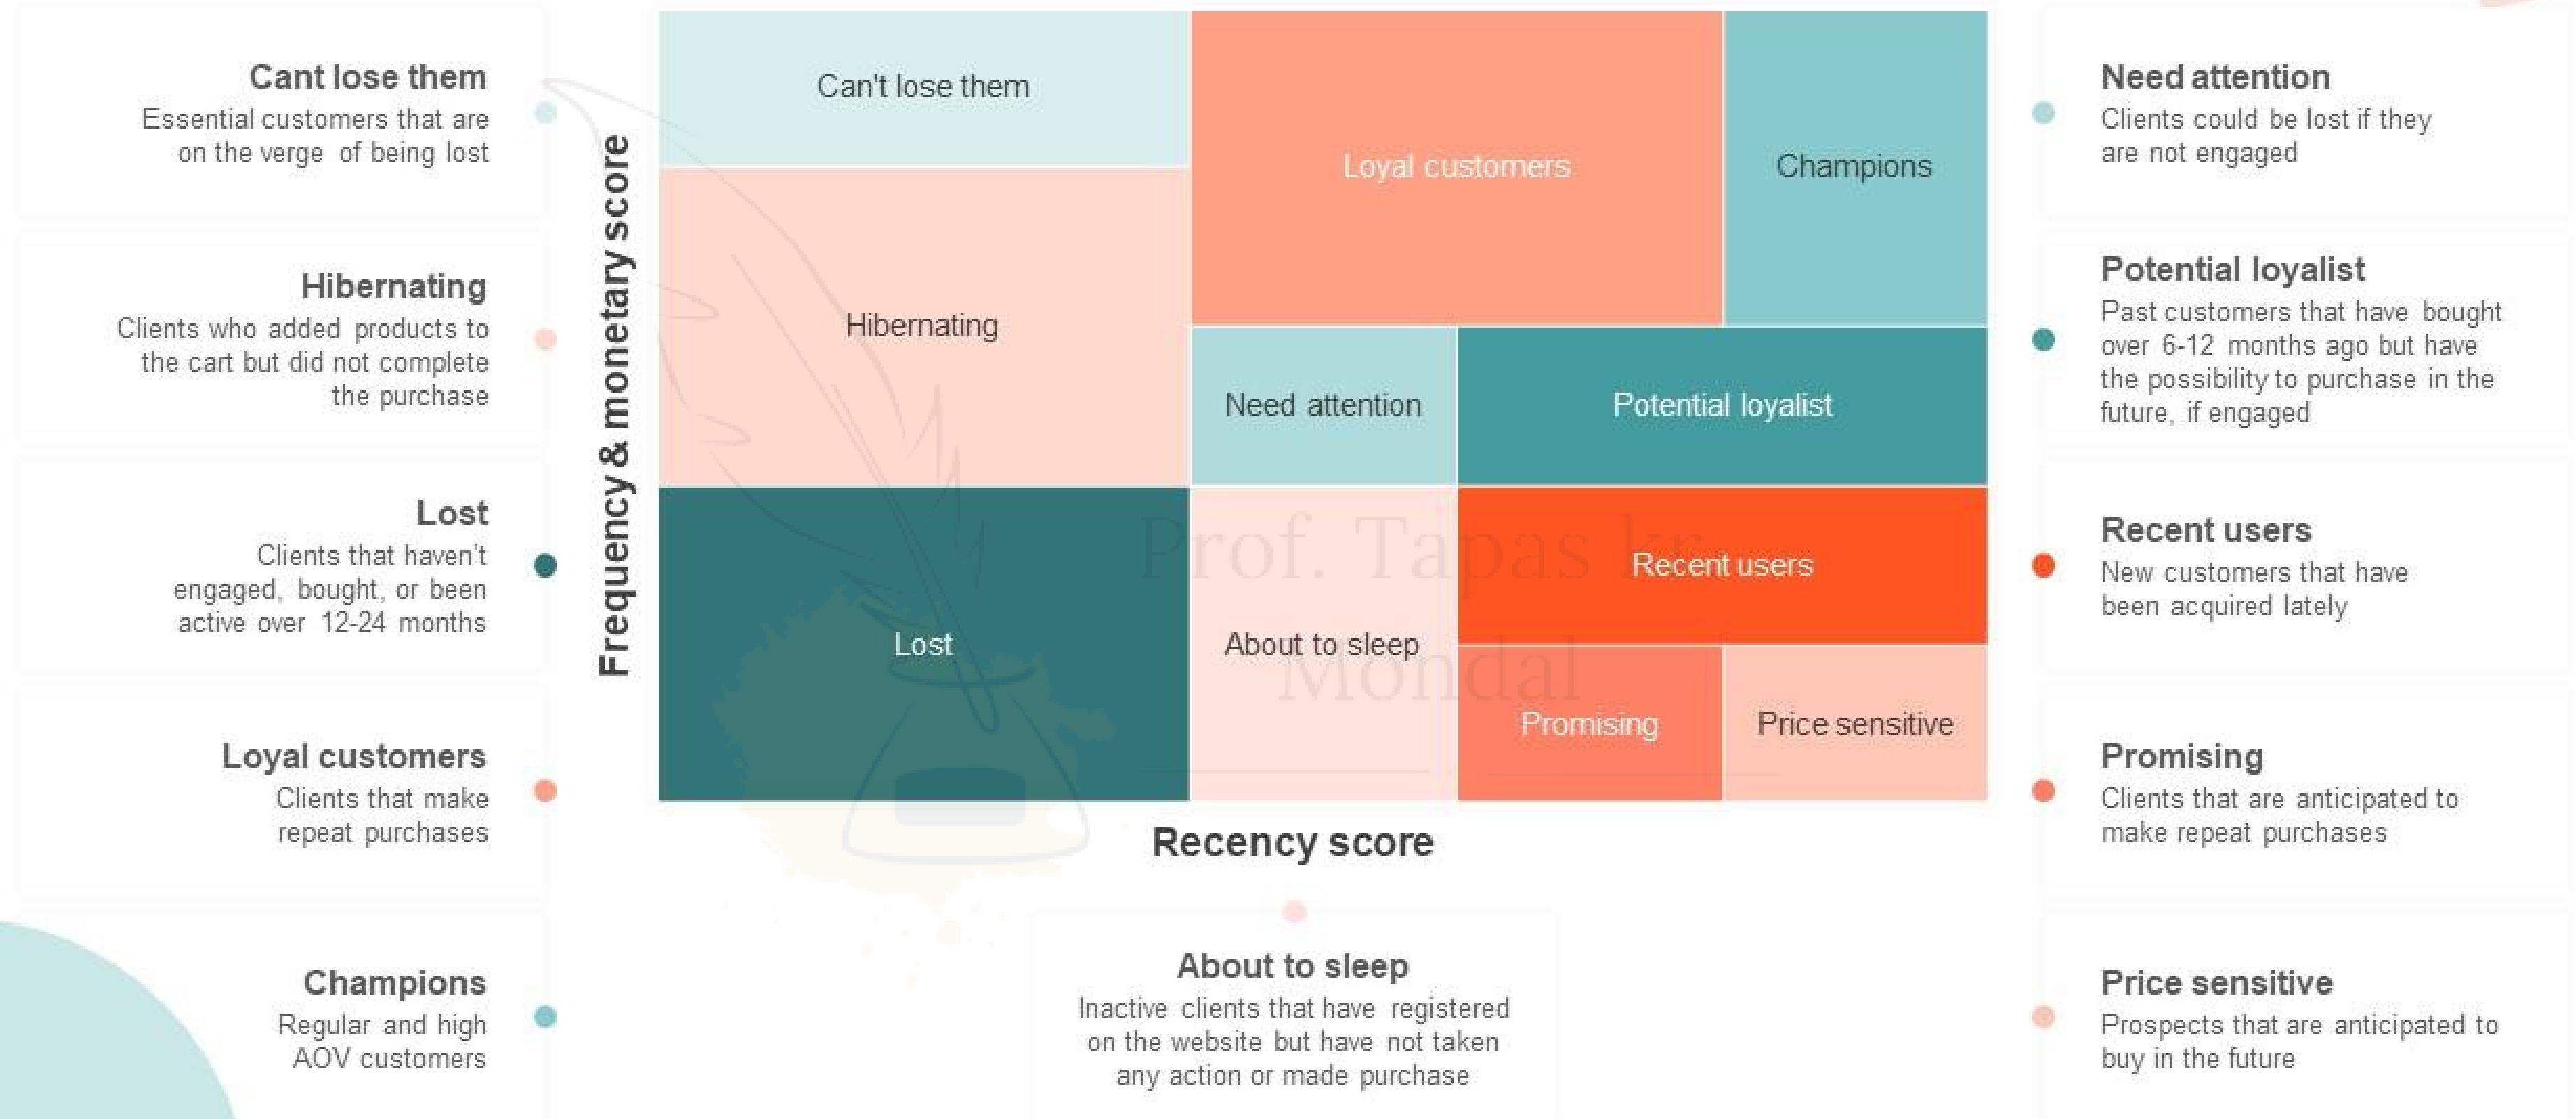 Cant lose them
Essential customers that are
on the verge of being lost
Hibernating
Clients who added products to
the cart but did not complete
the purchase
Lost
Clients that haven't
engaged, bought, or been
active over 12-24 months
Loyal customers
Clients that make
repeat purchases
Champions
Regular and high
AOV customers
Frequency & monetary score
Can't lose them
Loyal customers
Champions
Hibernating
Need attention
Potential loyalist
Lost
About to sleep
Recent users
Promising
Price sensitive
Prof. Tapas kr
Mondal
Recency score
About to sleep
Inactive clients that have registered
on the website but have not taken
any action or made purchase
Need attention
Clients could be lost if they
are not engaged
Potential loyalist
Past customers that have bought
over 6-12 months ago but have
the possibility to purchase in the
future, if engaged
Recent users
New customers that have
been acquired lately
Promising
Clients that are anticipated to
make repeat purchases
Price sensitive
Prospects that are anticipated to
buy in the future